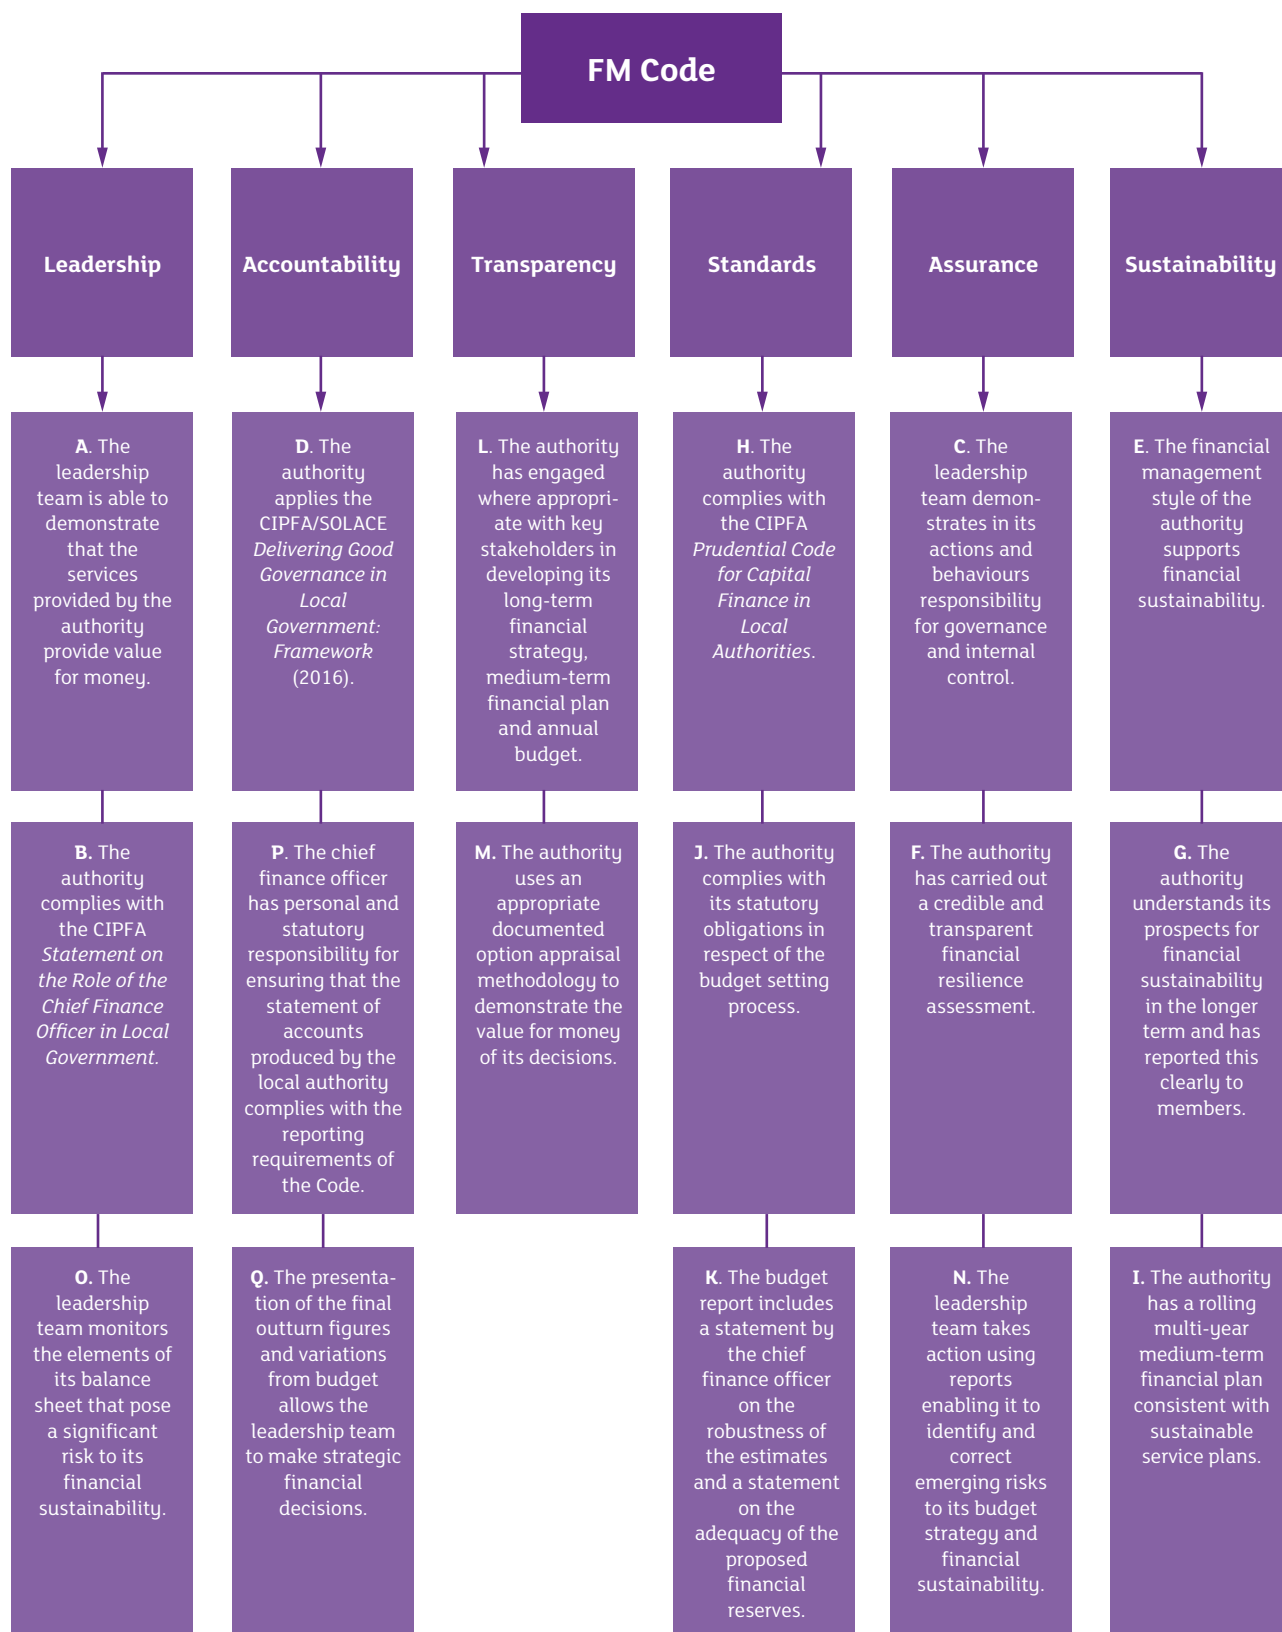 FM Code
Leadership
Accountability
Transparency
Standards
Assurance
Sustainability
A. The
leadership
team is able to
demonstrate
that the
services
provided by the
authority
provide value
for money.
D. The
authority
applies the
CIPFA/SOLACE
Delivering Good
Governance in
Local
Government:
Framework
(2016).
L. The authority
has engaged
where appropri-
ate with key
stakeholders in
developing its
long-term
financial
strategy,
medium-term
financial plan
and annual
budget.
H. The
authority
complies with
the CIPFA
Prudential Code
for Capital
Finance in
Local
Authorities.
C. The
leadership
team demon-
strates in its
actions and
behaviours
responsibility
for governance
and internal
control.
E. The financial
management
style of the
authority
supports
financial
sustainability.
B. The
authority
complies with
the CIPFA
Statement on
the Role of the
Chief Finance
Officer in Local
Government.
P. The chief
finance officer
has personal and
statutory
responsibility for
ensuring that the
statement of
accounts
produced by the
local authority
complies with the
reporting
requirements of
the Code.
M. The authority
uses an
appropriate
documented
option appraisal
methodology to
demonstrate the
value for money
of its decisions.
J. The authority
complies with
its statutory
obligations in
respect of the
budget setting
process.
F. The authority
has carried out
a credible and
transparent
financial
resilience
assessment.
G. The
authority
understands its
prospects for
financial
sustainability
in the longer
term and has
reported this
clearly to
members.
O. The
leadership
team monitors
the elements of
its balance
sheet that pose
a significant
risk to its
financial
sustainability.
Q. The presenta-
tion of the final
outturn figures
and variations
from budget
allows the
leadership team
to make strategic
financial
decisions.
K. The budget
report includes
a statement by
the chief
finance officer
on the
robustness of
the estimates
and a statement
on the
adequacy of the
proposed
financial
reserves.
N. The
leadership
team takes
action using
reports
enabling it to
identify and
correct
emerging risks
to its budget
strategy and
financial
sustainability.
I. The authority
has a rolling
multi-year
medium-term
financial plan
consistent with
sustainable
service plans.